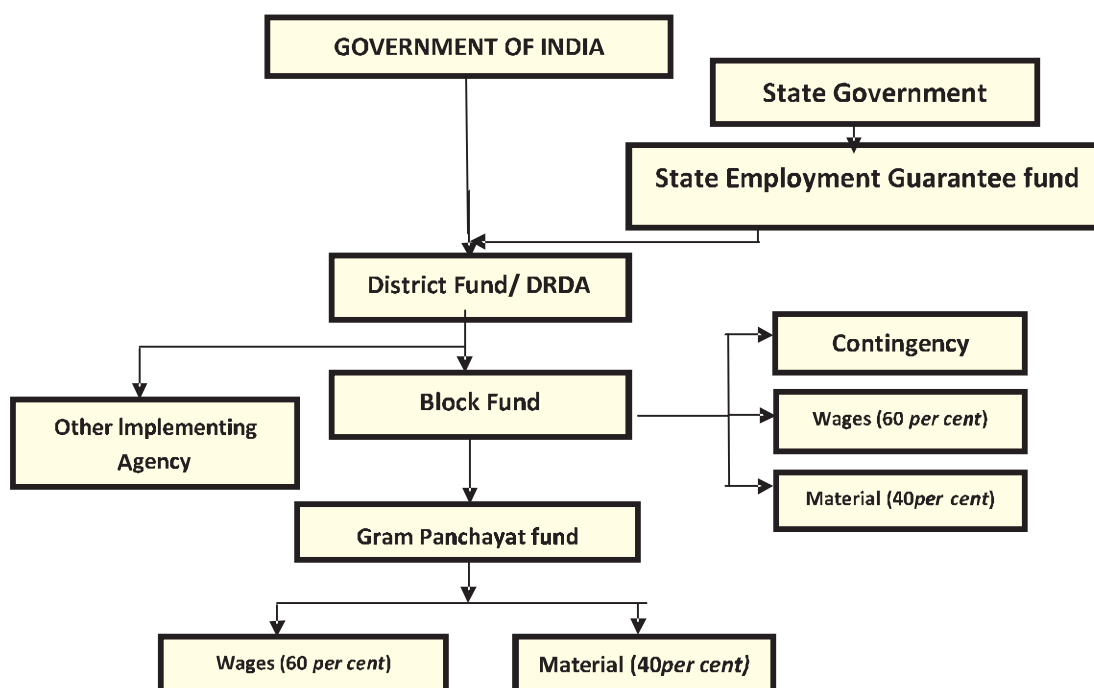 GOVERNMENT OF INDIA
State Government
State Employment Guarantee fund
District Fund/ DRDA
Contingency
Block Fund
Other Implementing
Agency
Wages (60 per cent)
Material (40per cent)
Gram Panchayat fund
Wages (60 per cent)
Material (40per cent)